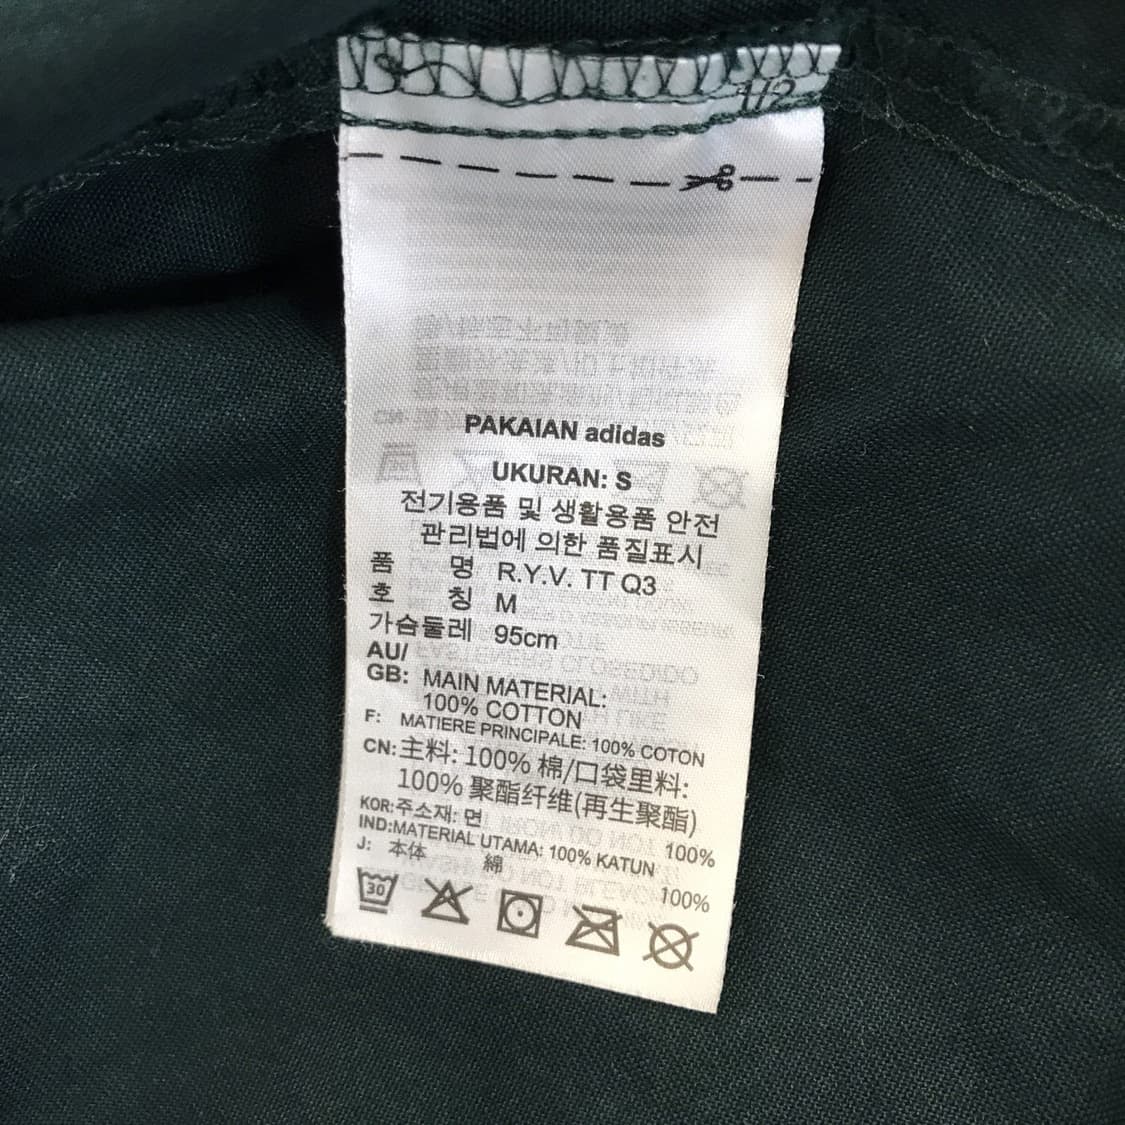 1/2
PAKAIAN adidas
UKURAN: S
전기용품 및 생활용품 안전
관리법에 의한 품질표시
품 명 R.Y.V. TT Q3
호 칭 M
가슴둘레 95cm
AU/
GB: MAIN MATERIAL:
100% COTTON
F: MATIERE PRINCIPALE: 100% COTON
CN: 主料: 100% 棉/口袋里料:
100% 聚酯纤维(再生聚酯)
KOR:주소재: 면 100%
IND:MATERIAL UTAMA: 100% KATUN
J: 本体 綿 100%
30